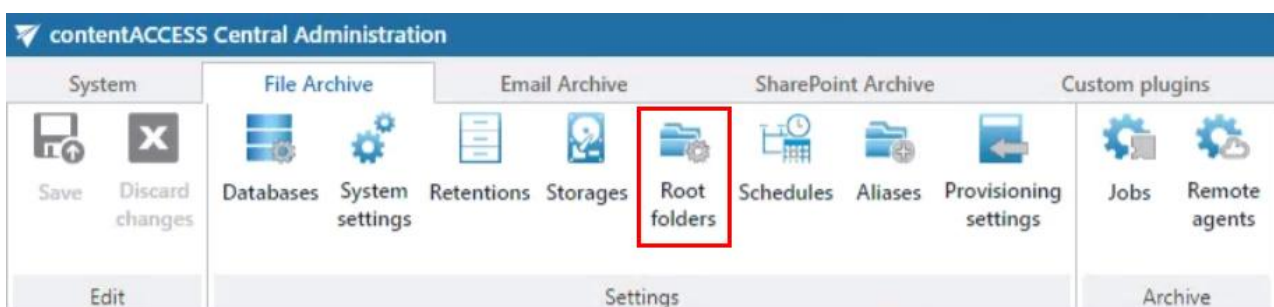 contentACCESS Central Administration
System File Archive Email Archive SharePoint Archive Custom plugins
Save Discard Databases System Retentions Storages Root Schedules Aliases Provisioning Jobs Remote
changes settings folders settings agents
Edit Settings Archive